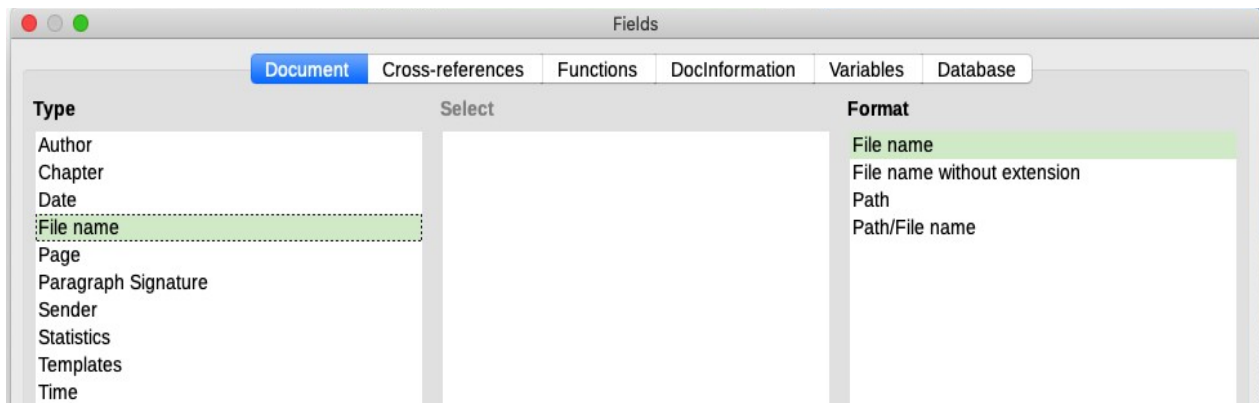 Fields
Document Cross-references Functions DocInformation Variables Database
Type Select Format
Author
Chapter
Date
File name
Page
Paragraph Signature
Sender
Statistics
Templates
Time
File name
File name without extension
Path
Path/File name